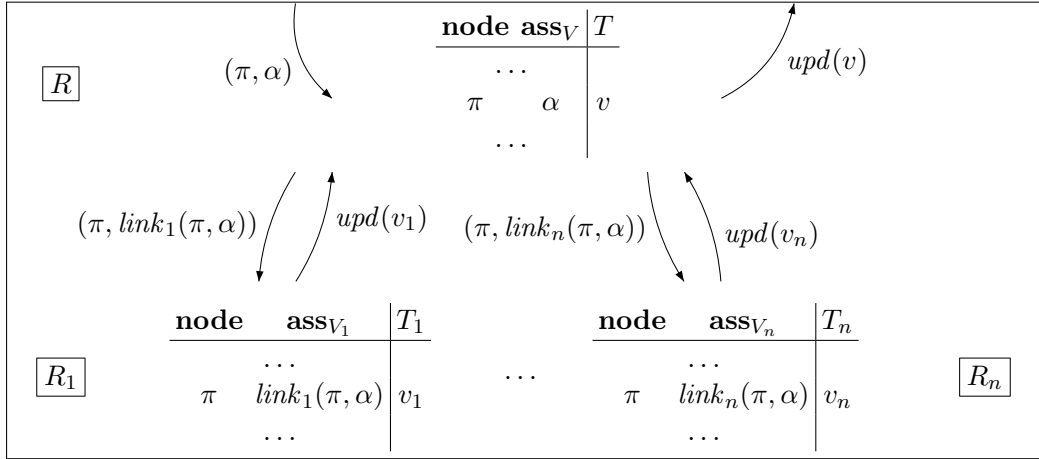 node ass_V T
...
(π, α)
upd(v)
R
π α v
...
(π, link_1(π, α))
upd(v_1)
(π, link_n(π, α))
upd(v_n)
node ass_{V_1} T_1
node ass_{V_n} T_n
...
...
R_1
π link_1(π, α) v_1
...
π link_n(π, α) v_n
R_n
...
...